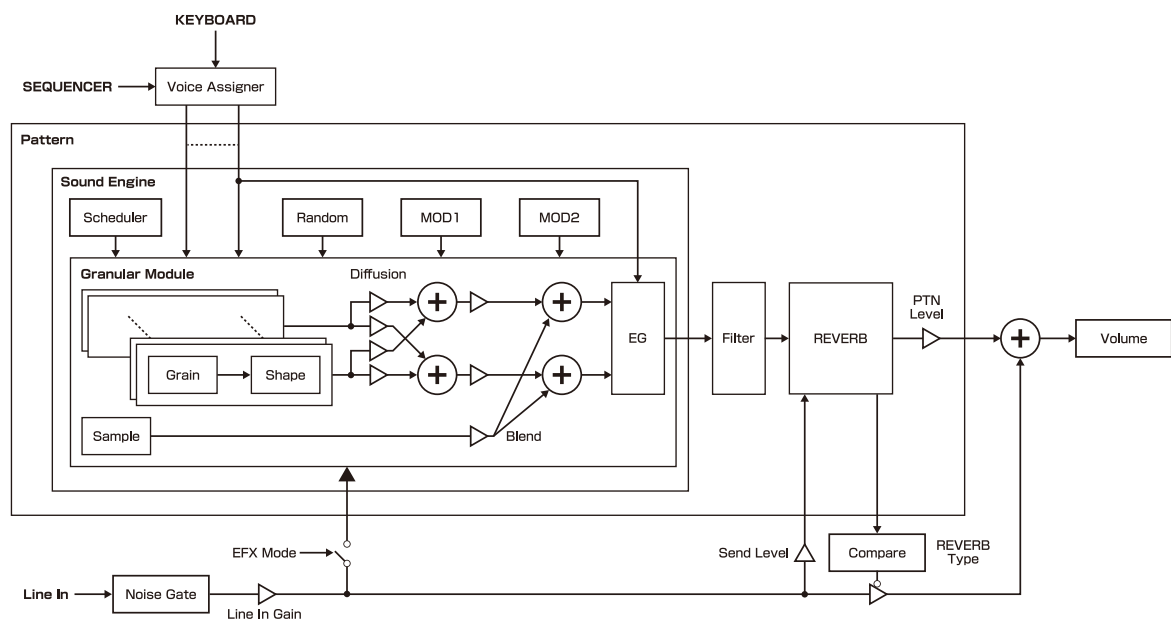 KEYBOARD
SEQUENCER
Voice Assigner
Pattern
Sound Engine
Scheduler
Random
MOD1
MOD2
Granular Module
Diffusion
Grain
Shape
Sample
Blend
EG
Filter
REVERB
PTN
Level
Volume
EFX Mode
Send Level
Compare
REVERB
Type
Line In
Noise Gate
Line In Gain